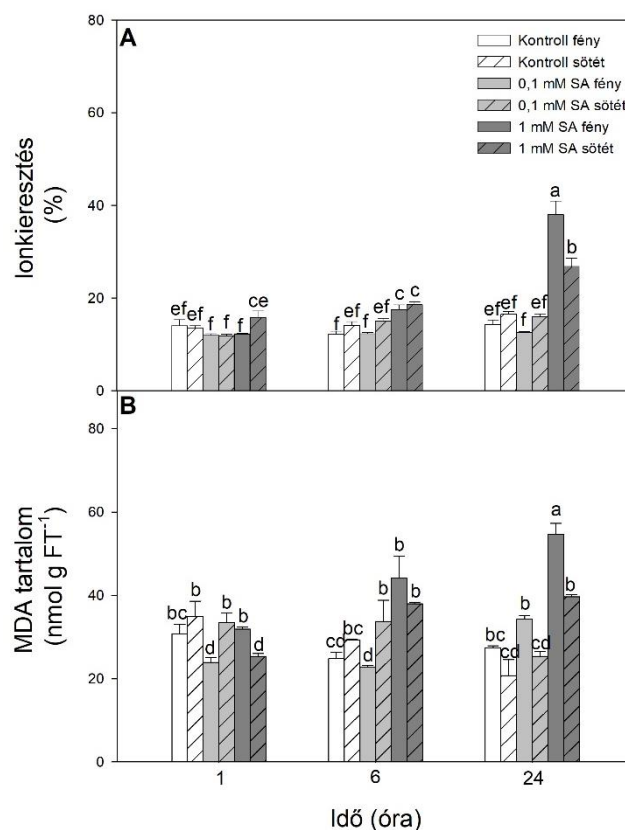 A
80
60
40
20
0
Ionkieresztés
(%)
Kontroll fény
Kontroll sötét
0,1 mM SA fény
0,1 mM SA sötét
1 mM SA fény
1 mM SA sötét
ef ef f f f ce
f ef f ef c c
ef ef f ef a b
B
80
60
40
20
0
MDA tartalom
(nmol g FT⁻¹)
bc b d b b d
cd bc d b b b
bc cd b cd a b
1 6 24
Idő (óra)